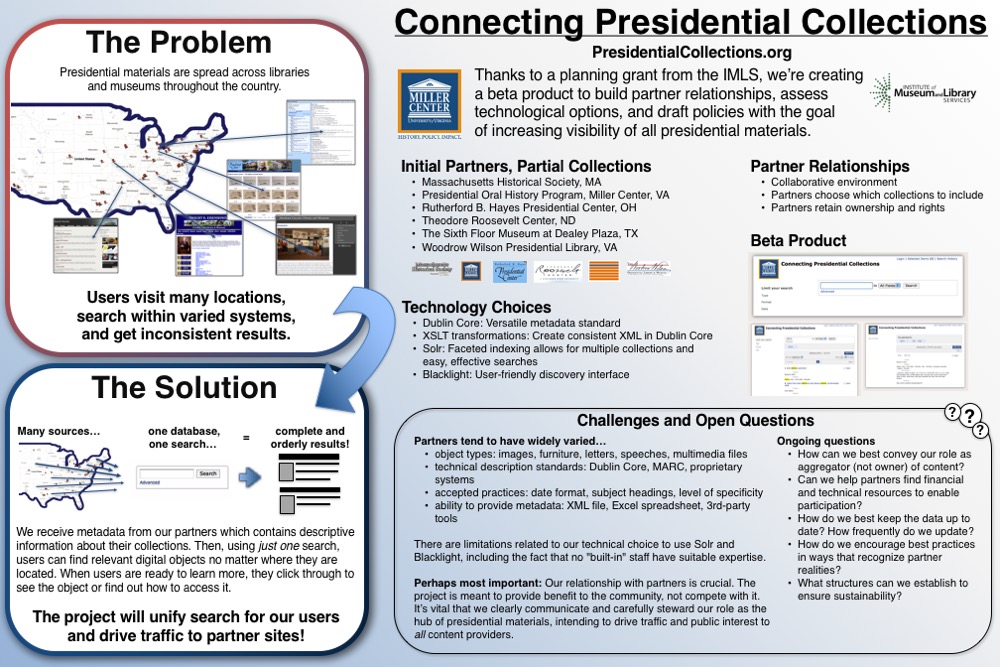 Connecting Presidential Collections
PresidentialCollections.org
MILLER
CENTER
UNIVERSITY of VIRGINIA
HISTORY. POLICY. IMPACT.
Thanks to a planning grant from the IMLS, we're creating
a beta product to build partner relationships, assess
technological options, and draft policies with the goal
of increasing visibility of all presidential materials.
INSTITUTE of
Museum and Library
SERVICES
The Problem
Presidential materials are spread across libraries
and museums throughout the country.
United States
Users visit many locations,
search within varied systems,
and get inconsistent results.
The Solution
Many sources...
one database,
one search...
=
complete and
orderly results!
Search
Advanced
We receive metadata from our partners which contains descriptive
information about their collections. Then, using just one search,
users can find relevant digital objects no matter where they are
located. When users are ready to learn more, they click through to
see the object or find out how to access it.
The project will unify search for our users
and drive traffic to partner sites!
Initial Partners, Partial Collections
• Massachusetts Historical Society, MA
• Presidential Oral History Program, Miller Center, VA
• Rutherford B. Hayes Presidential Center, OH
• Theodore Roosevelt Center, ND
• The Sixth Floor Museum at Dealey Plaza, TX
• Woodrow Wilson Presidential Library, VA
Technology Choices
• Dublin Core: Versatile metadata standard
• XSLT transformations: Create consistent XML in Dublin Core
• Solr: Faceted indexing allows for multiple collections and
easy, effective searches
• Blacklight: User-friendly discovery interface
Partner Relationships
• Collaborative environment
• Partners choose which collections to include
• Partners retain ownership and rights
Beta Product
Connecting Presidential Collections
Limit your search
Search
Challenges and Open Questions
? ? ?
Partners tend to have widely varied...
• object types: images, furniture, letters, speeches, multimedia files
• technical description standards: Dublin Core, MARC, proprietary
systems
• accepted practices: date format, subject headings, level of specificity
• ability to provide metadata: XML file, Excel spreadsheet, 3rd-party
tools
There are limitations related to our technical choice to use Solr and
Blacklight, including the fact that no "built-in" staff have suitable expertise.
Perhaps most important: Our relationship with partners is crucial. The
project is meant to provide benefit to the community, not compete with it.
It's vital that we clearly communicate and carefully steward our role as the
hub of presidential materials, intending to drive traffic and public interest to
all content providers.
Ongoing questions
• How can we best convey our role as
aggregator (not owner) of content?
• Can we help partners find financial
and technical resources to enable
participation?
• How do we best keep the data up to
date? How frequently do we update?
• How do we encourage best practices
in ways that recognize partner
realities?
• What structures can we establish to
ensure sustainability?